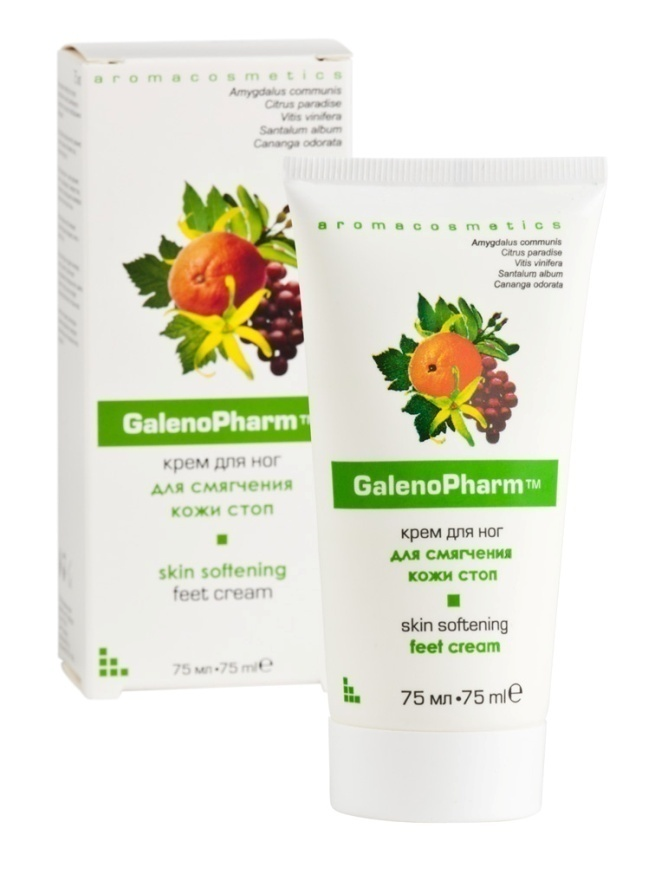 aromacosmetics
Amygdalus communis
Citrus paradise
Vitis vinifera
Santalum album
Cananga odorata
GalenoPharm™
крем для ног
для смягчения
кожи стоп
skin softening
feet cream
75 мл•75 ml℮
aromacosmetics
Amygdalus communis
Citrus paradise
Vitis vinifera
Santalum album
Cananga odorata
GalenoPharm™
крем для ног
для смягчения
кожи стоп
skin softening
feet cream
75 мл•75 ml℮